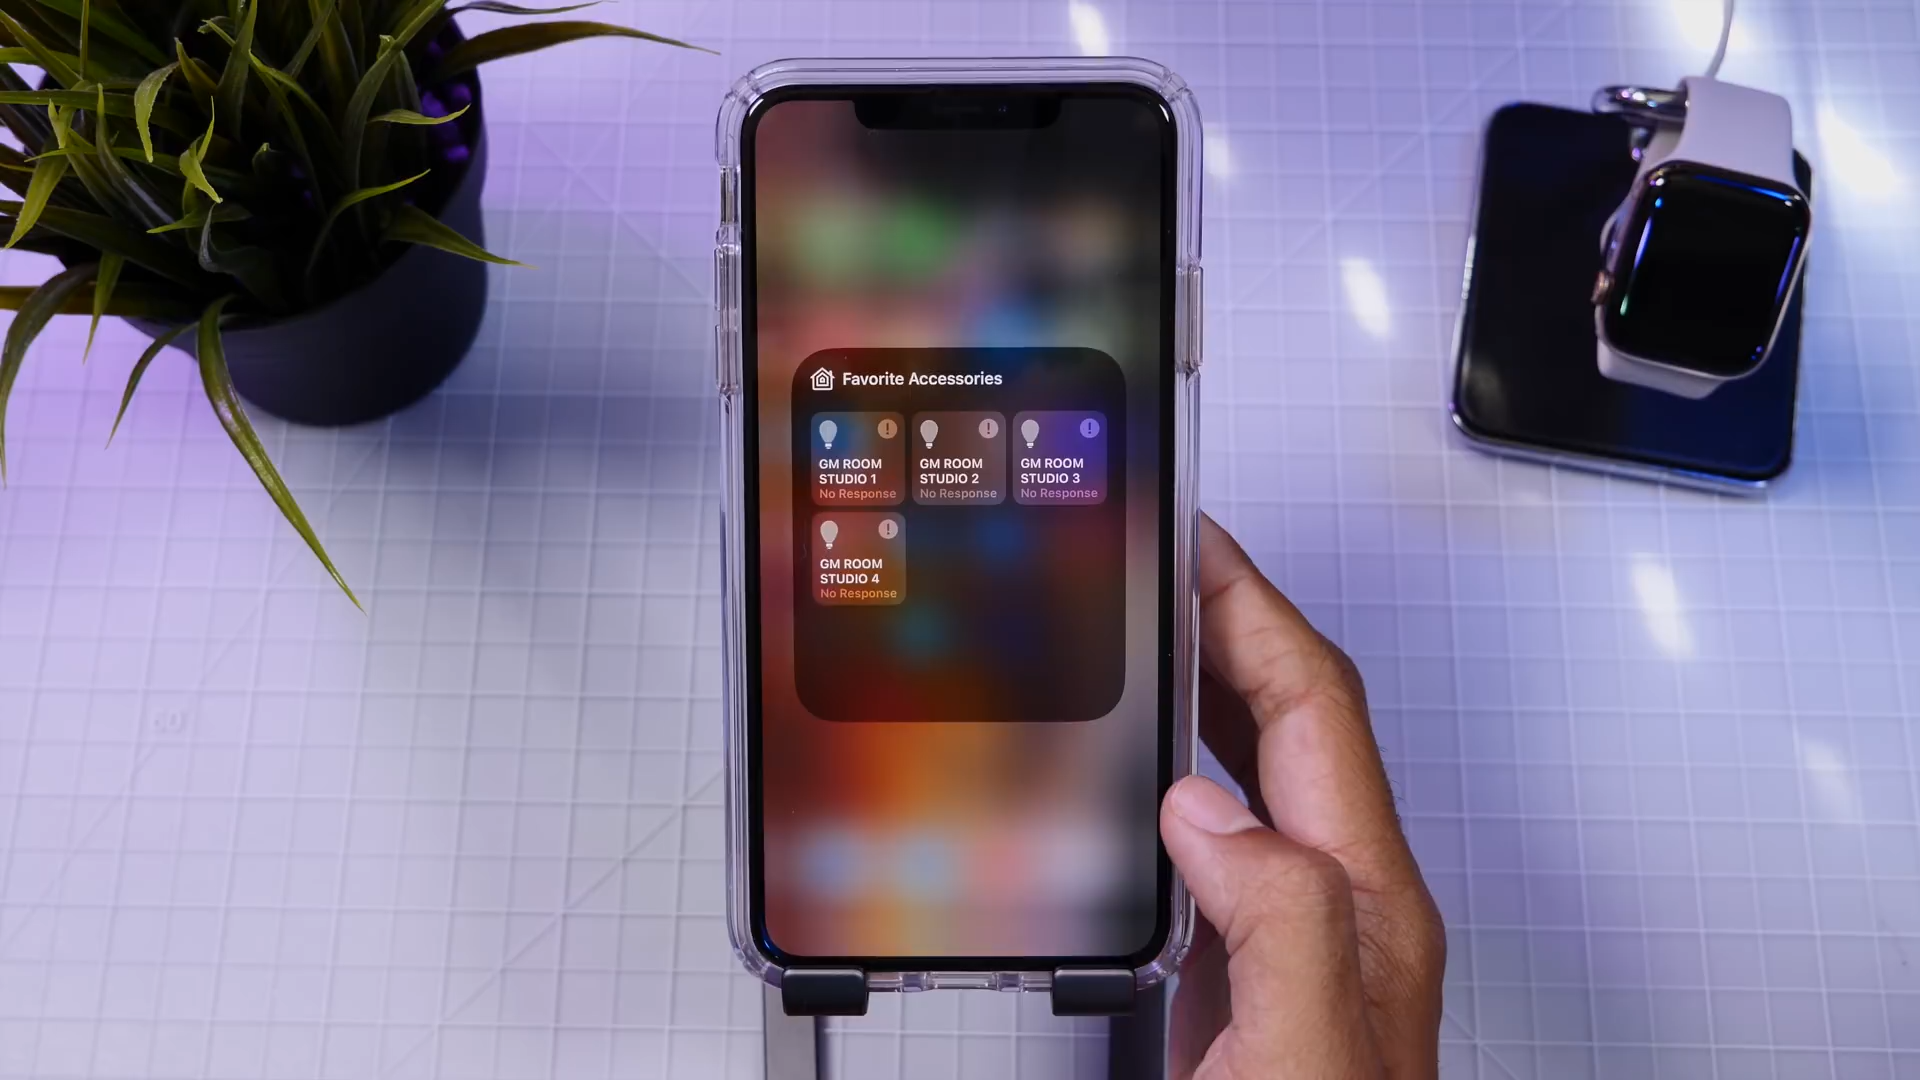 Favorite Accessories
GM ROOM
STUDIO 1
No Response
GM ROOM
STUDIO 2
No Response
GM ROOM
STUDIO 3
No Response
GM ROOM
STUDIO 4
No Response